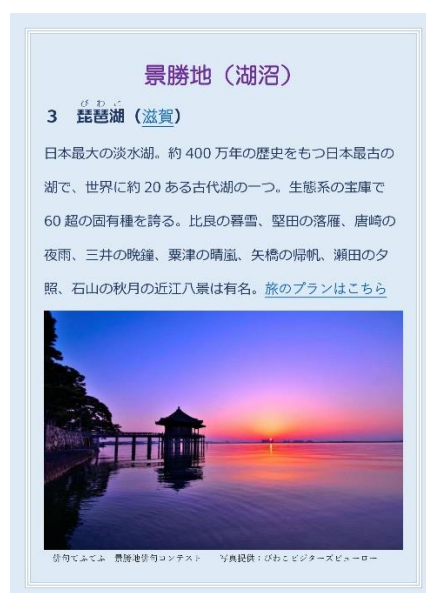 景勝地（湖沼）
びわこ
3 琵琶湖（滋賀）
日本最大の淡水湖。約 400 万年の歴史をもつ日本最古の
湖で、世界に約 20 ある古代湖の一つ。生態系の宝庫で
60 超の固有種を誇る。比良の暮雪、堅田の落雁、唐崎の
夜雨、三井の晩鐘、粟津の晴嵐、矢橋の帰帆、瀬田の夕
照、石山の秋月の近江八景は有名。旅のプランはこちら
俳句てふてふ 景勝地俳句コンテスト 写真提供：びわこビジターズビューロー